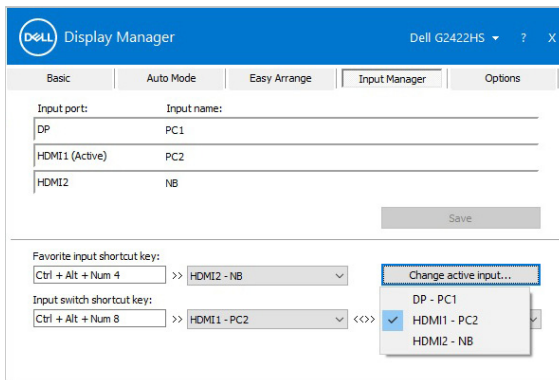 DELL Display Manager Dell G2422HS ? X
Basic Auto Mode Easy Arrange Input Manager Options
Input port: Input name:
DP PC1
HDMI1 (Active) PC2
HDMI2 NB
Save
Favorite input shortcut key:
Ctrl + Alt + Num 4 >> HDMI2 - NB Change active input...
Input switch shortcut key:
Ctrl + Alt + Num 8 >> HDMI1 - PC2 <<>>
DP - PC1
HDMI1 - PC2
HDMI2 - NB